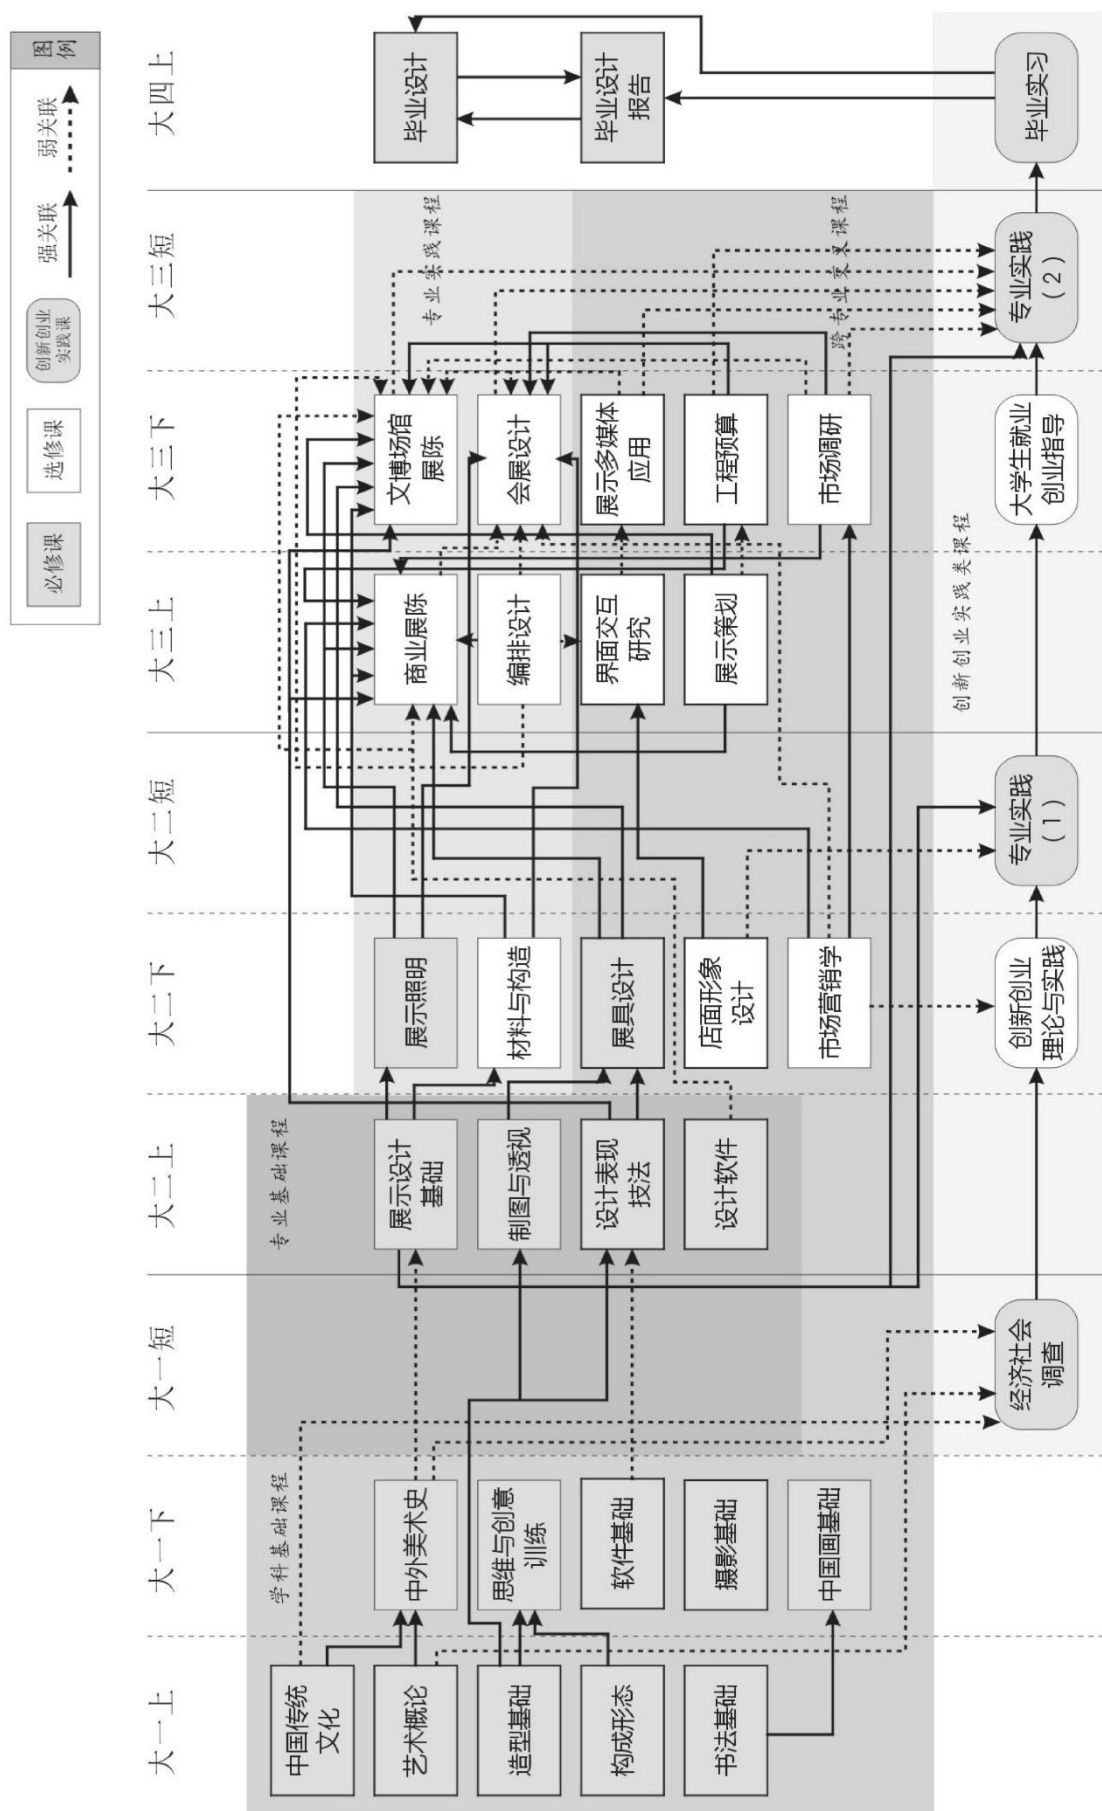 大一上
大一下
大一短
大二上
大二下
大二短
大三上
大三下
大三短
大四上
图
例
必修课
选修课
创新创业
实践课
强关联
弱关联
学科基础课程
专业基础课程
专业实践课程
跨专业交叉课程
创新创业实践类课程
中国传统
文化
艺术概论
造型基础
构成形态
书法基础
中外美术史
思维与创意
训练
软件基础
摄影基础
中国画基础
经济社会
调查
展示设计
基础
制图与透视
设计表现
技法
设计软件
展示照明
材料与构造
展具设计
店面形象
设计
市场营销学
创新创业
理论与实践
专业实践
(1)
商业展陈
编排设计
界面交互
研究
展示策划
文博场馆
展陈
会展设计
展示多媒体
应用
工程预算
市场调研
大学生就业
创业指导
专业实践
(2)
毕业设计
毕业设计
报告
毕业实习